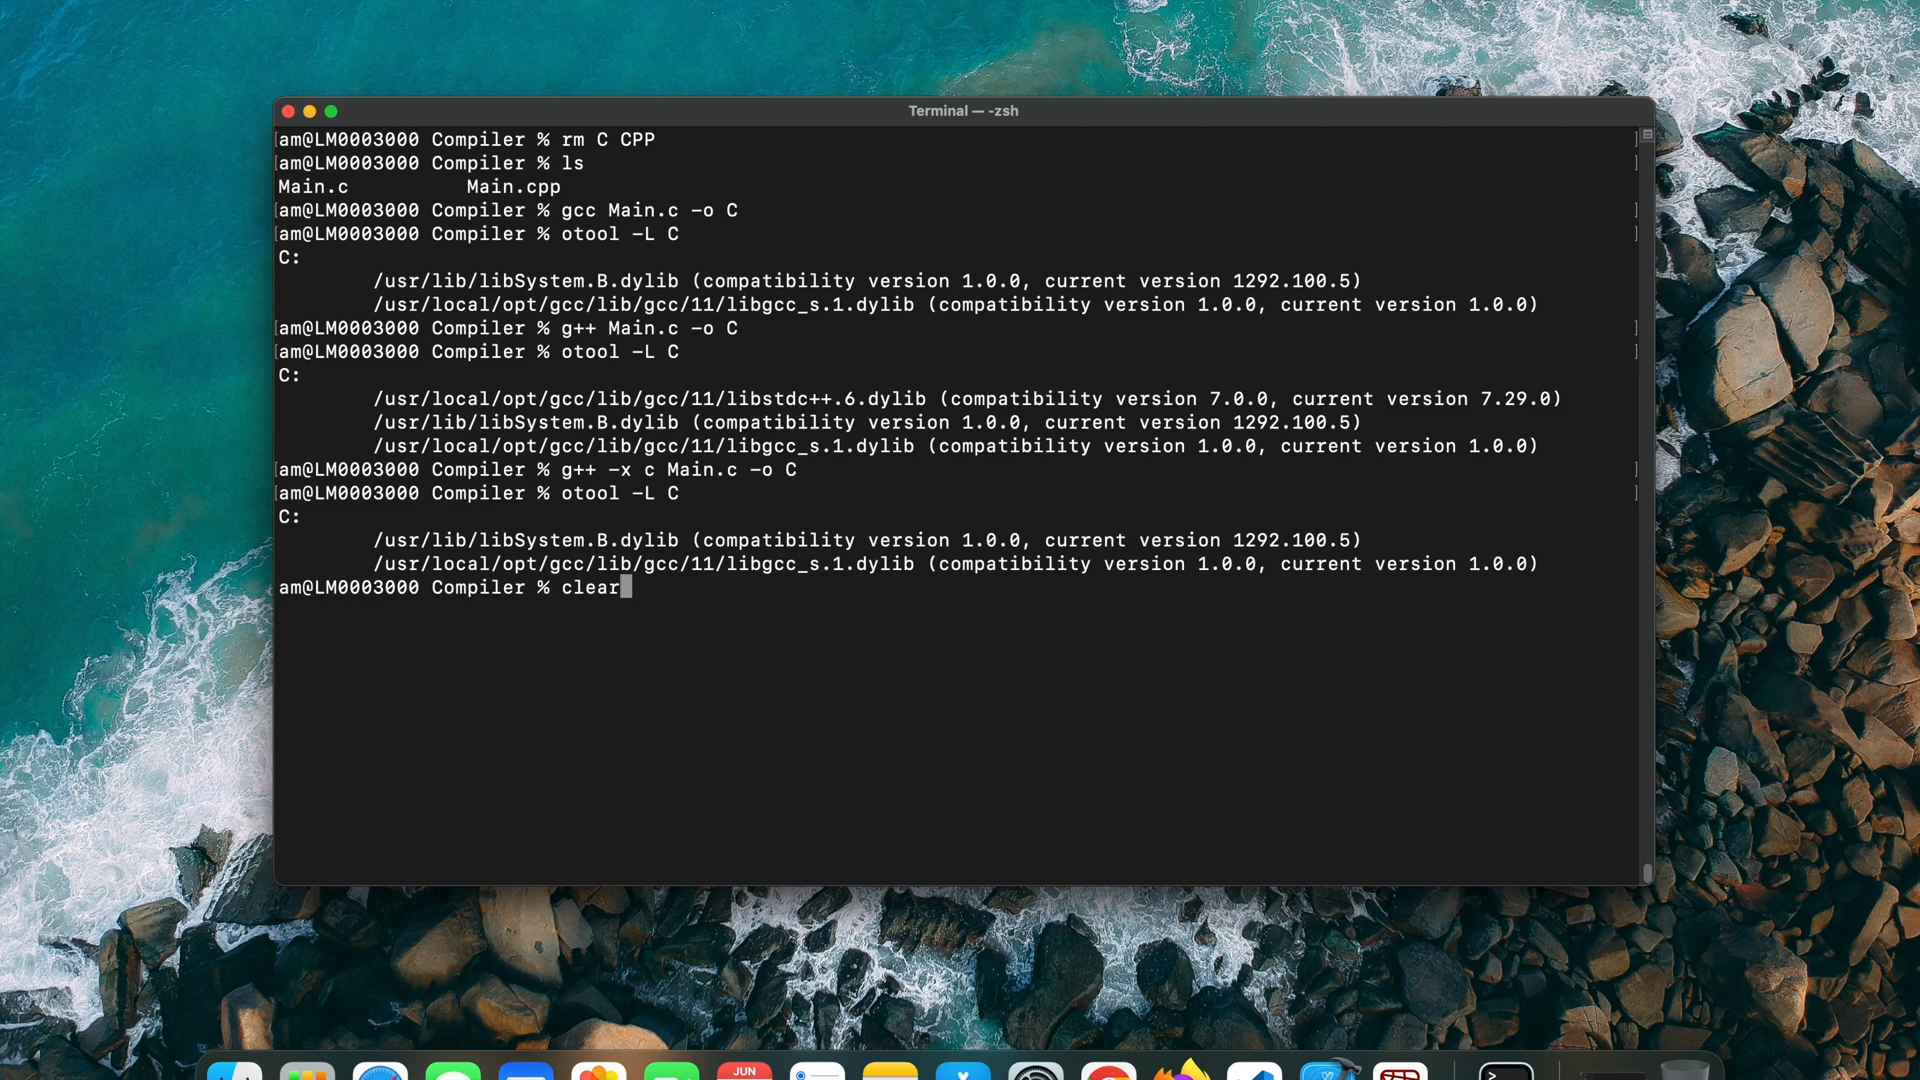 Terminal — -zsh
[am@LM0003000 Compiler % rm C CPP ]
[am@LM0003000 Compiler % ls ]
Main.c Main.cpp
[am@LM0003000 Compiler % gcc Main.c -o C ]
[am@LM0003000 Compiler % otool -L C ]
C:
/usr/lib/libSystem.B.dylib (compatibility version 1.0.0, current version 1292.100.5)
/usr/local/opt/gcc/lib/gcc/11/libgcc_s.1.dylib (compatibility version 1.0.0, current version 1.0.0)
[am@LM0003000 Compiler % g++ Main.c -o C ]
[am@LM0003000 Compiler % otool -L C ]
C:
/usr/local/opt/gcc/lib/gcc/11/libstdc++.6.dylib (compatibility version 7.0.0, current version 7.29.0)
/usr/lib/libSystem.B.dylib (compatibility version 1.0.0, current version 1292.100.5)
/usr/local/opt/gcc/lib/gcc/11/libgcc_s.1.dylib (compatibility version 1.0.0, current version 1.0.0)
[am@LM0003000 Compiler % g++ -x c Main.c -o C ]
[am@LM0003000 Compiler % otool -L C ]
C:
/usr/lib/libSystem.B.dylib (compatibility version 1.0.0, current version 1292.100.5)
/usr/local/opt/gcc/lib/gcc/11/libgcc_s.1.dylib (compatibility version 1.0.0, current version 1.0.0)
am@LM0003000 Compiler % clear
JUN